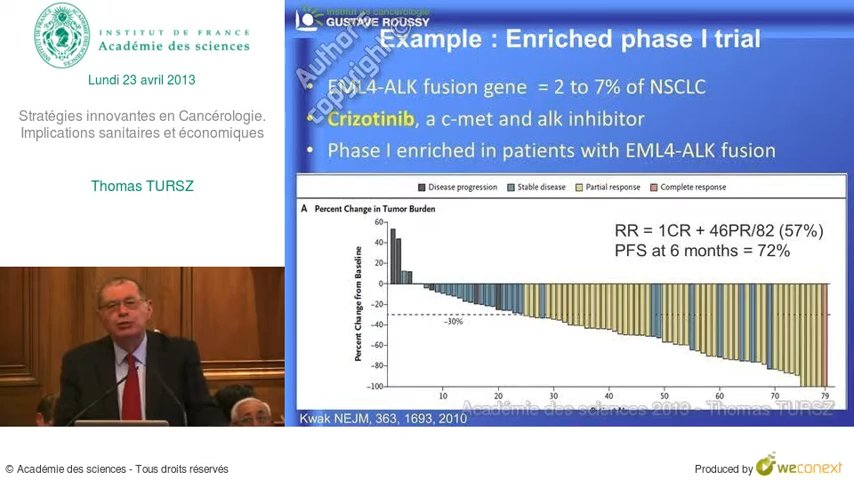 INSTITUT DE FRANCE
Académie des sciences
Lundi 23 avril 2013
Stratégies innovantes en Cancérologie.
Implications sanitaires et économiques
Thomas TURSZ
institut de cancérologie
GUSTAVE ROUSSY
Author's
copyright ©
Example : Enriched phase I trial
• EML4-ALK fusion gene = 2 to 7% of NSCLC
• Crizotinib, a c-met and alk inhibitor
• Phase I enriched in patients with EML4-ALK fusion
Disease progression Stable disease Partial response Complete response
A Percent Change in Tumor Burden
RR = 1CR + 46PR/82 (57%)
PFS at 6 months = 72%
Percent Change from Baseline
60
40
20
0
-20
-40
-60
-80
-100
-30%
10 20 30 40 50 60 70 79
Académie des sciences 2013 - Thomas TURSZ
Kwak NEJM, 363, 1693, 2010
© Académie des sciences - Tous droits réservés
Produced by weconext